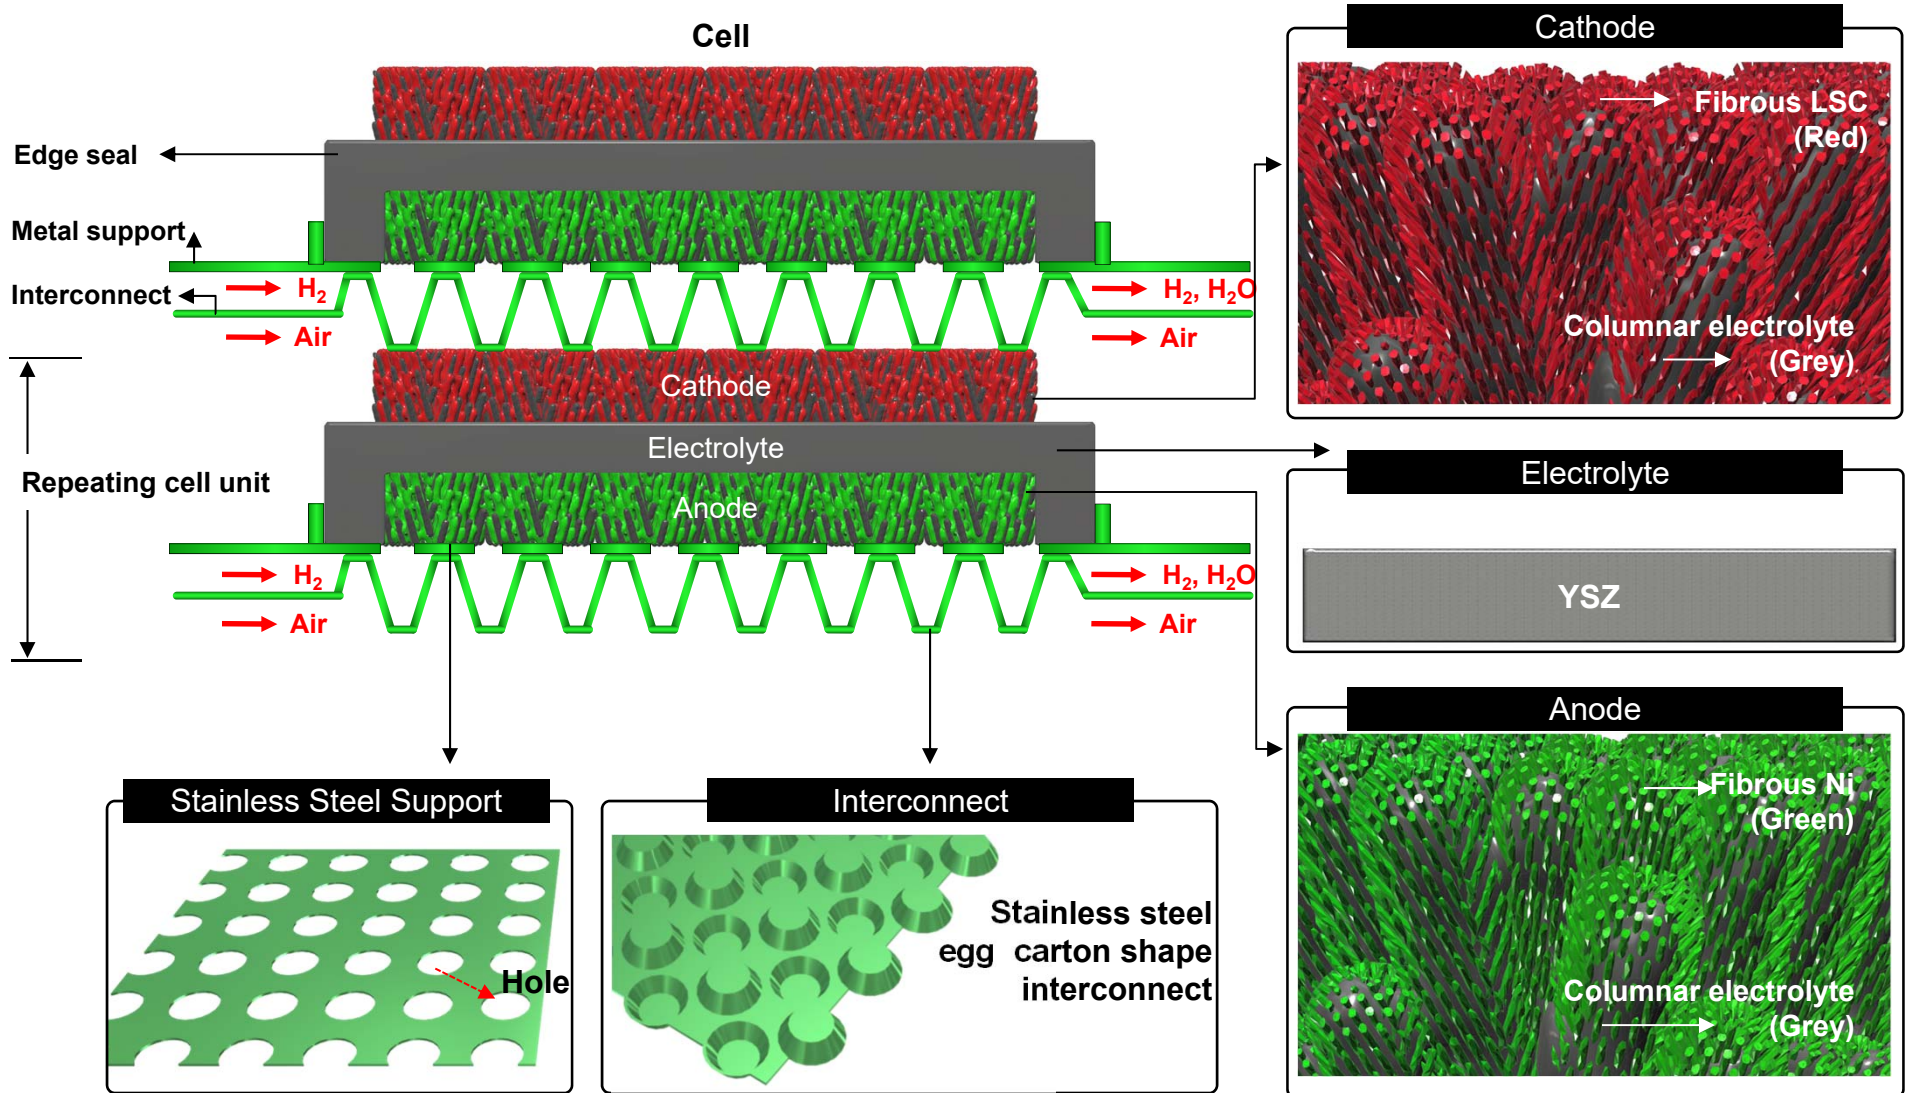 Cell
Edge seal
Metal support
Interconnect
H2
H2, H2O
Air
Air
Repeating cell unit
Cathode
Electrolyte
Anode
H2
H2, H2O
Air
Air
Cathode
Fibrous LSC
(Red)
Columnar electrolyte
(Grey)
Electrolyte
YSZ
Anode
Fibrous Ni
(Green)
Columnar electrolyte
(Grey)
Stainless Steel Support
Hole
Interconnect
Stainless steel
egg carton shape
interconnect